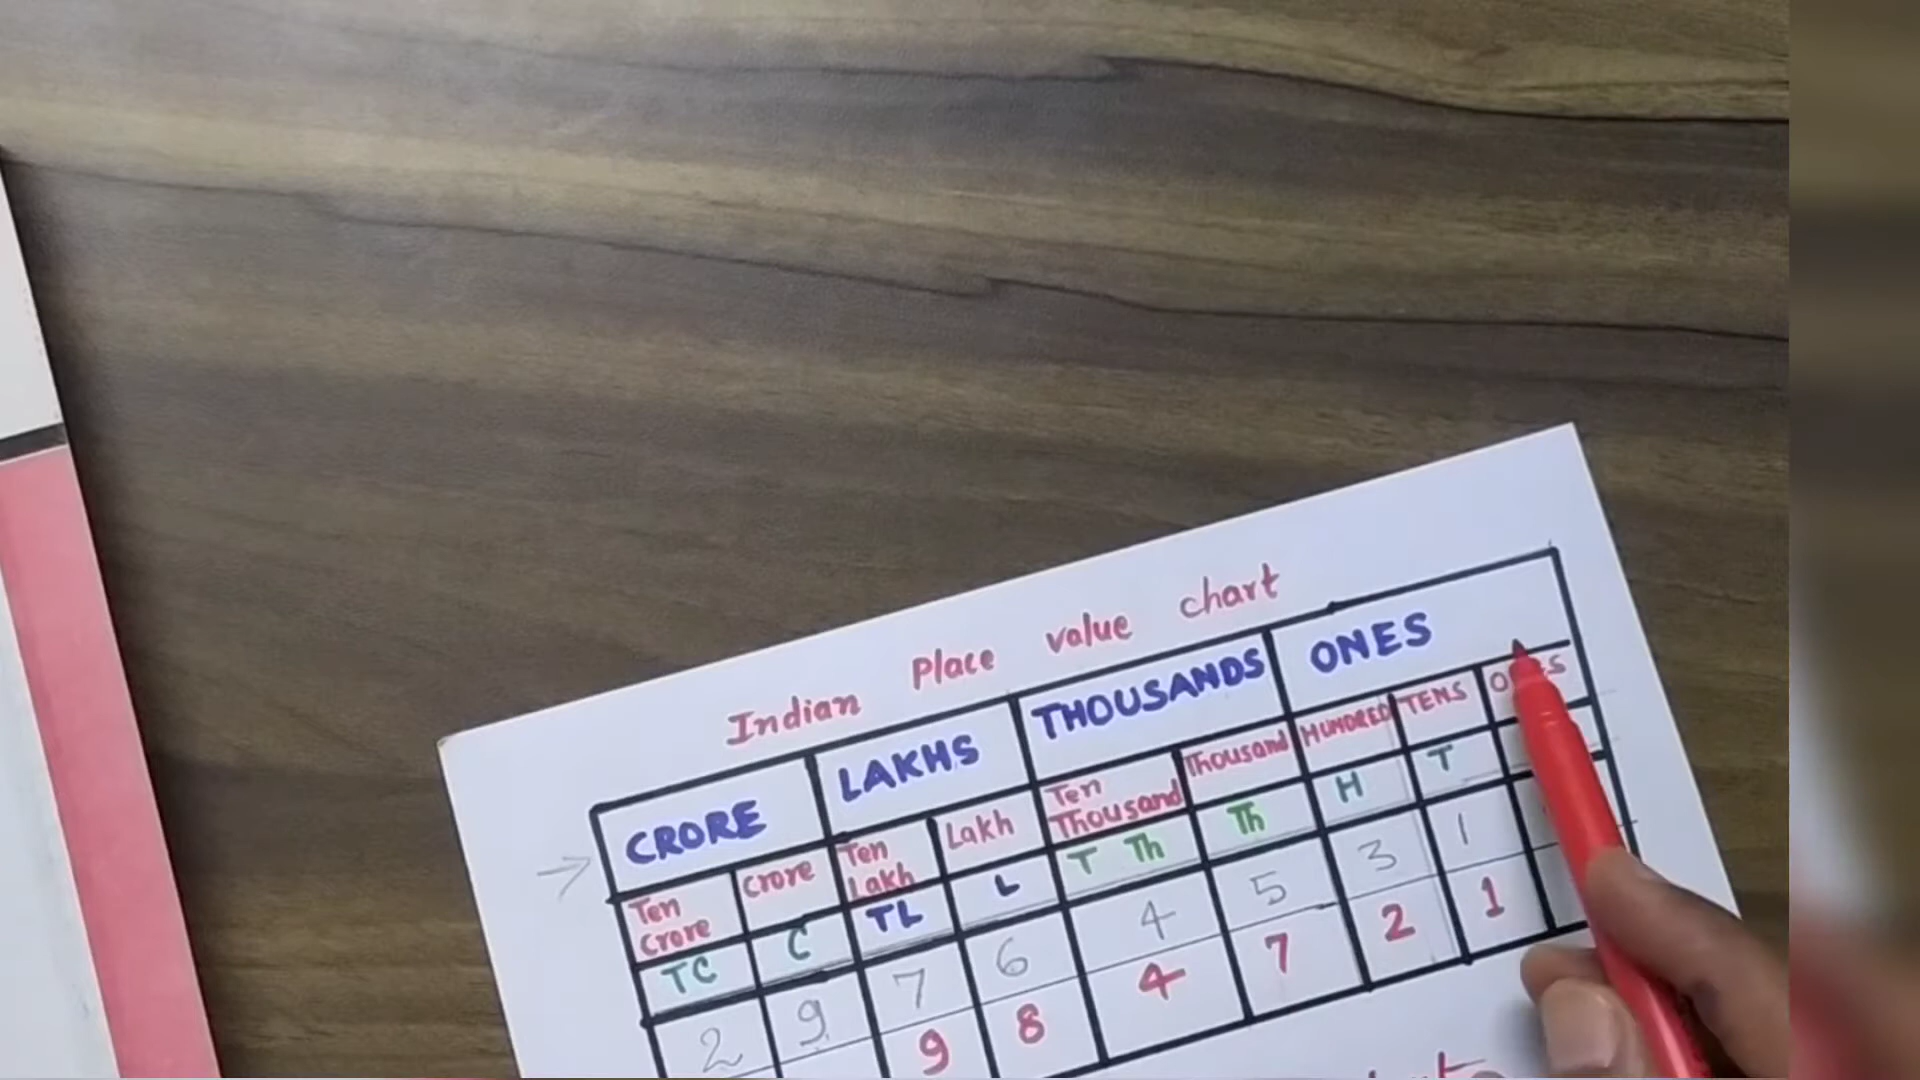 Indian Place value chart
CRORE LAKHS THOUSANDS ONES
Ten Crore Crore Ten Lakh Lakh Ten Thousand Thousand HUNDRED TENS
TC C TL L T Th Th H T
2 9 7 6 4 5 3 1
9 8 4 7 2 1